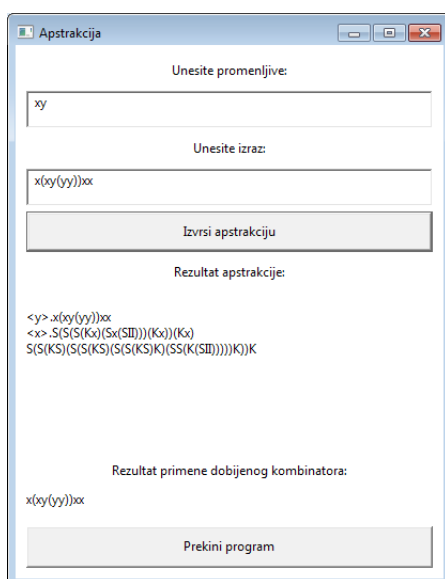 Apstrakcija
Unesite promenljive:
xy
Unesite izraz:
x(xy(yy))xx
Izvrsi apstrakciju
Rezultat apstrakcije:
<y>.x(xy(yy))xx
<x>.S(S(S(Kx)(Sx(SII)))(Kx))(Kx)
S(S(KS)(S(S(KS)(S(S(KS)K)(SS(K(SII)))))K))K
Rezultat primene dobijenog kombinatora:
x(xy(yy))xx
Prekini program